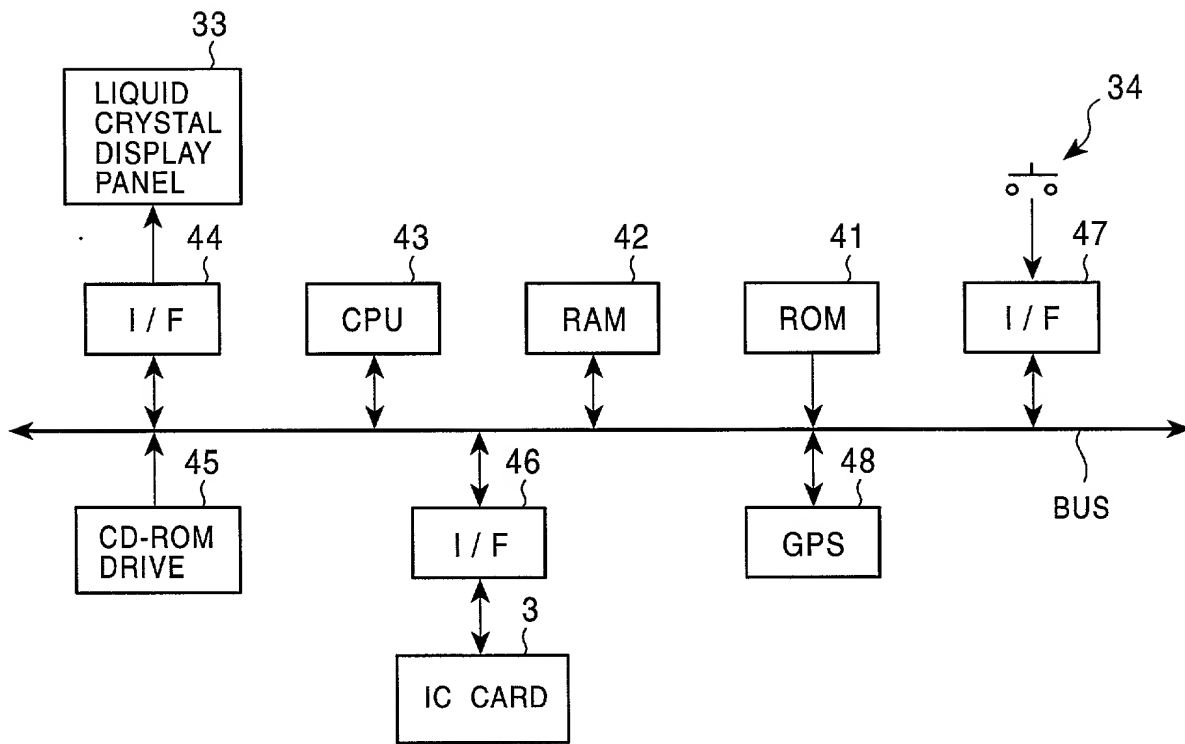 33
LIQUID
CRYSTAL
DISPLAY
PANEL
34
44
43
42
41
47
I / F
CPU
RAM
ROM
I / F
45
46
48
BUS
CD-ROM
DRIVE
I / F
GPS
3
IC CARD